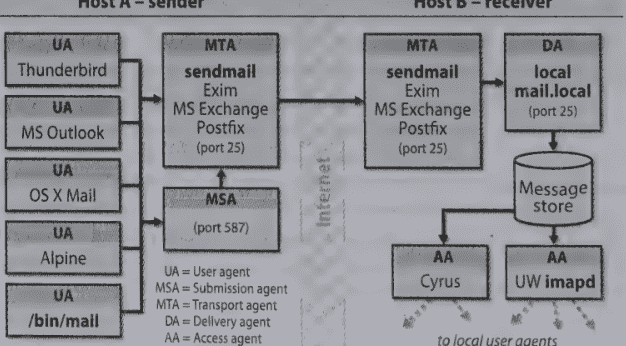 Host A – sender
Host B – receiver
UA
Thunderbird
UA
MS Outlook
UA
OS X Mail
UA
Alpine
UA
/bin/mail
MTA
sendmail
Exim
MS Exchange
Postfix
(port 25)
MSA
(port 587)
UA = User agent
MSA = Submission agent
MTA = Transport agent
DA = Delivery agent
AA = Access agent
Internet
MTA
sendmail
Exim
MS Exchange
Postfix
(port 25)
DA
local
mail.local
(port 25)
Message
store
AA
Cyrus
AA
UW imapd
to local user agents